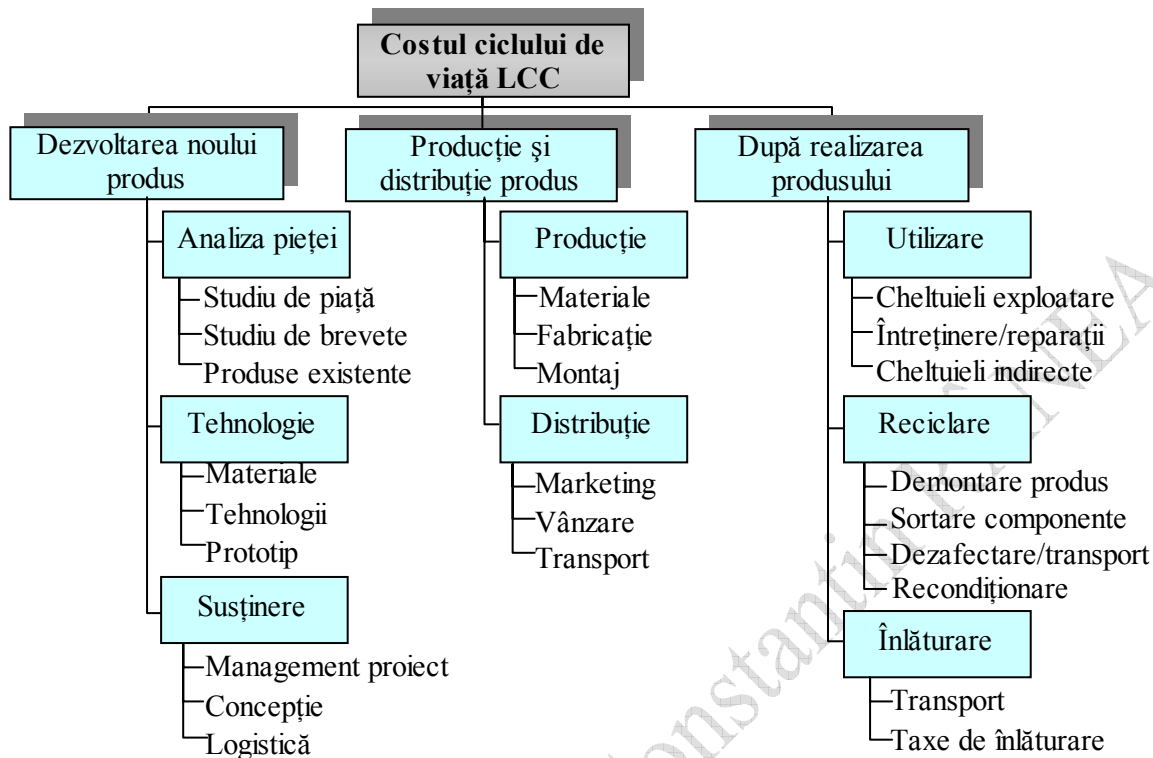 Costul ciclului de
viață LCC
Dezvoltarea noului
produs
Analiza pieței
Studiu de piață
Studiu de brevete
Produse existente
Tehnologie
Materiale
Tehnologii
Prototip
Susținere
Management proiect
Concepție
Logistică
Producție și
distribuție produs
Producție
Materiale
Fabricație
Montaj
Distribuție
Marketing
Vânzare
Transport
După realizarea
produsului
Utilizare
Cheltuieli exploatare
Întreținere/reparații
Cheltuieli indirecte
Reciclare
Demontare produs
Sortare componente
Dezafectare/transport
Recondiționare
Înlăturare
Transport
Taxe de înlăturare